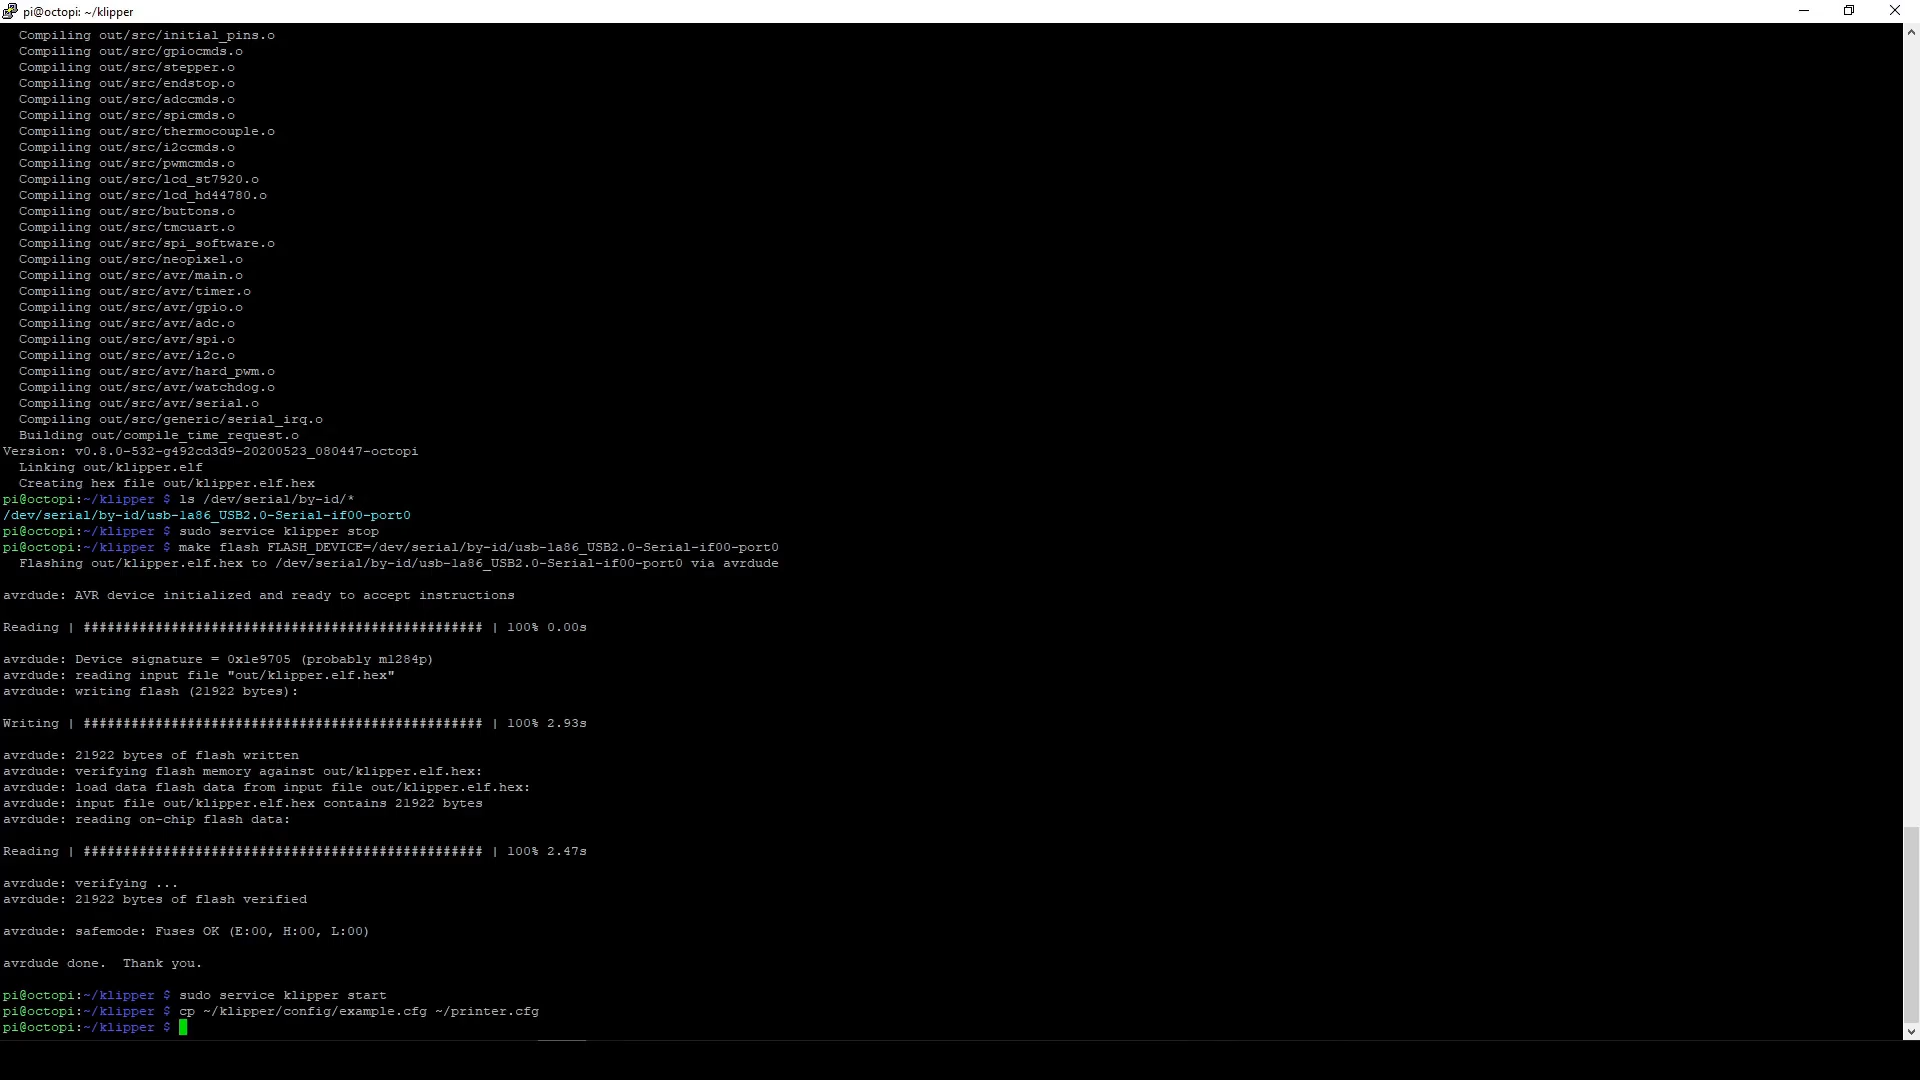 pi@octopi: ~/klipper
Compiling out/src/initial_pins.o
Compiling out/src/gpiocmds.o
Compiling out/src/stepper.o
Compiling out/src/endstop.o
Compiling out/src/adccmds.o
Compiling out/src/spicmds.o
Compiling out/src/thermocouple.o
Compiling out/src/i2ccmds.o
Compiling out/src/pwmcmds.o
Compiling out/src/lcd_st7920.o
Compiling out/src/lcd_hd44780.o
Compiling out/src/buttons.o
Compiling out/src/tmcuart.o
Compiling out/src/spi_software.o
Compiling out/src/neopixel.o
Compiling out/src/avr/main.o
Compiling out/src/avr/timer.o
Compiling out/src/avr/gpio.o
Compiling out/src/avr/adc.o
Compiling out/src/avr/spi.o
Compiling out/src/avr/i2c.o
Compiling out/src/avr/hard_pwm.o
Compiling out/src/avr/watchdog.o
Compiling out/src/avr/serial.o
Compiling out/src/generic/serial_irq.o
Building out/compile_time_request.o
Version: v0.8.0-532-g492cd3d9-20200523_080447-octopi
Linking out/klipper.elf
Creating hex file out/klipper.elf.hex
pi@octopi:~/klipper $ ls /dev/serial/by-id/*
/dev/serial/by-id/usb-1a86_USB2.0-Serial-if00-port0
pi@octopi:~/klipper $ sudo service klipper stop
pi@octopi:~/klipper $ make flash FLASH_DEVICE=/dev/serial/by-id/usb-1a86_USB2.0-Serial-if00-port0
Flashing out/klipper.elf.hex to /dev/serial/by-id/usb-1a86_USB2.0-Serial-if00-port0 via avrdude
avrdude: AVR device initialized and ready to accept instructions
Reading | ################################################## | 100% 0.00s
avrdude: Device signature = 0x1e9705 (probably m1284p)
avrdude: reading input file "out/klipper.elf.hex"
avrdude: writing flash (21922 bytes):
Writing | ################################################## | 100% 2.93s
avrdude: 21922 bytes of flash written
avrdude: verifying flash memory against out/klipper.elf.hex:
avrdude: load data flash data from input file out/klipper.elf.hex:
avrdude: input file out/klipper.elf.hex contains 21922 bytes
avrdude: reading on-chip flash data:
Reading | ################################################## | 100% 2.47s
avrdude: verifying ...
avrdude: 21922 bytes of flash verified
avrdude: safemode: Fuses OK (E:00, H:00, L:00)
avrdude done.  Thank you.
pi@octopi:~/klipper $ sudo service klipper start
pi@octopi:~/klipper $ cp ~/klipper/config/example.cfg ~/printer.cfg
pi@octopi:~/klipper $